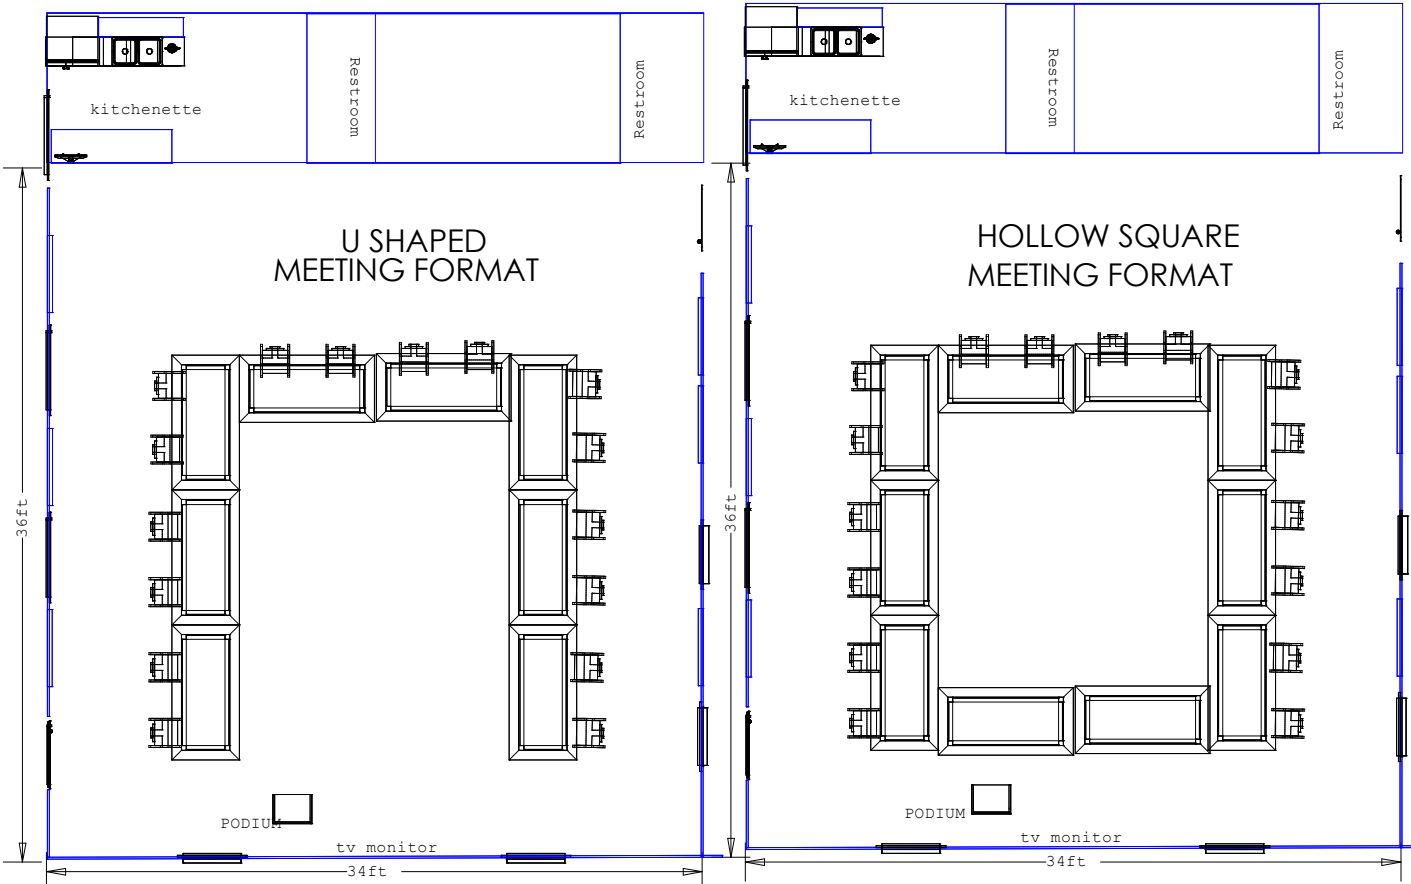 kitchenette
Restroom
Restroom
U SHAPED
MEETING FORMAT
36ft
PODIUM
tv monitor
34ft
kitchenette
Restroom
Restroom
HOLLOW SQUARE
MEETING FORMAT
36ft
PODIUM
tv monitor
34ft